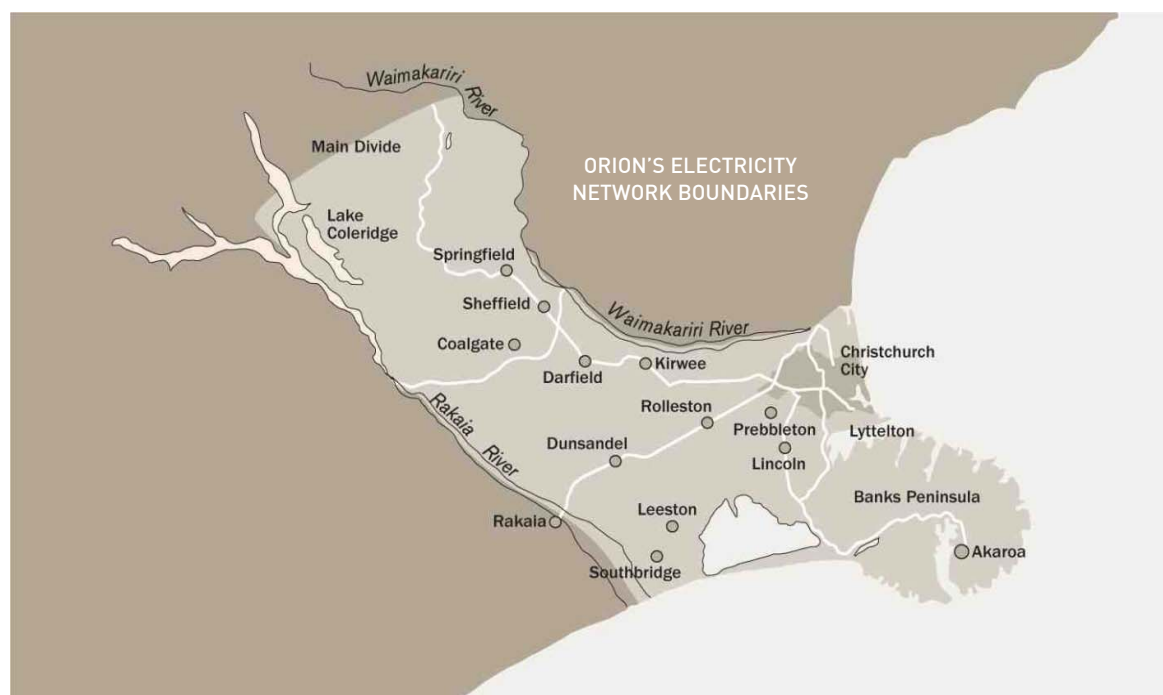 Waimakariri
River
Main Divide
ORION'S ELECTRICITY
NETWORK BOUNDARIES
Lake
Coleridge
Springfield
Sheffield
Waimakariri River
Coalgate
Christchurch
City
Darfield
Kirwee
Rakaia
River
Rolleston
Prebbleton
Lyttelton
Dunsandel
Lincoln
Banks Peninsula
Leeston
Rakaia
Akaroa
Southbridge